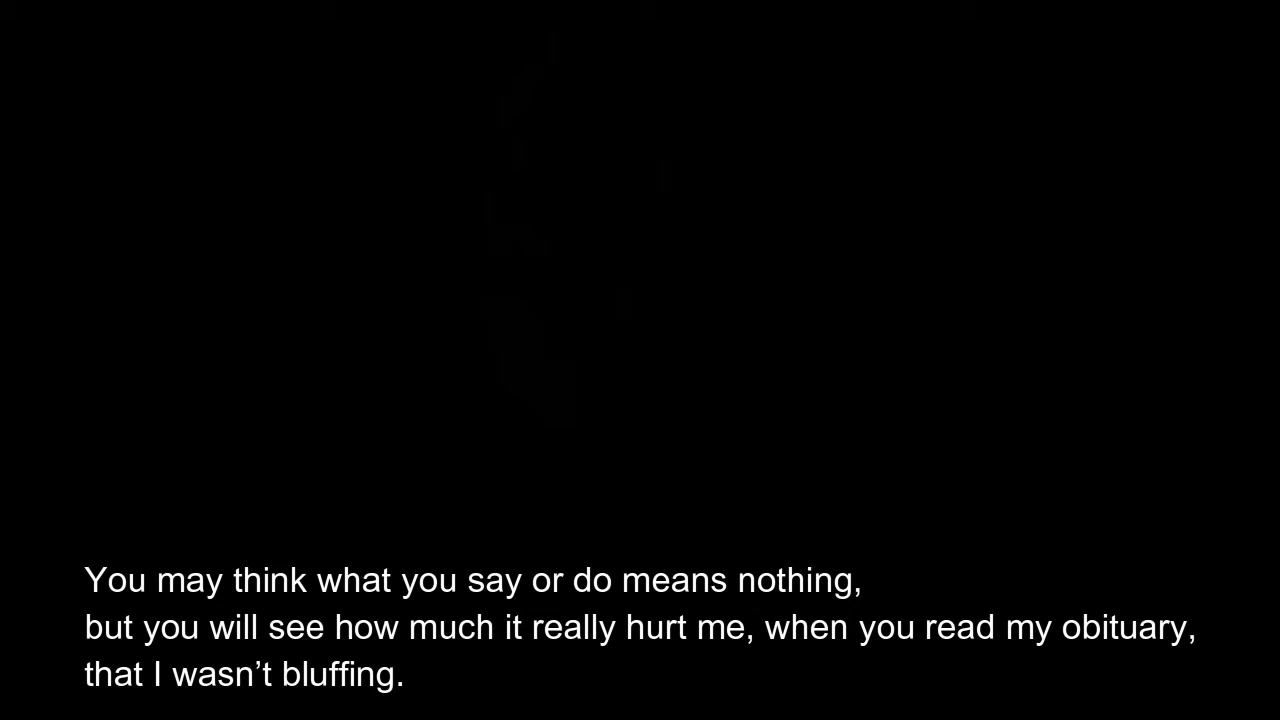 You may think what you say or do means nothing,
but you will see how much it really hurt me, when you read my obituary,
that I wasn’t bluffing.